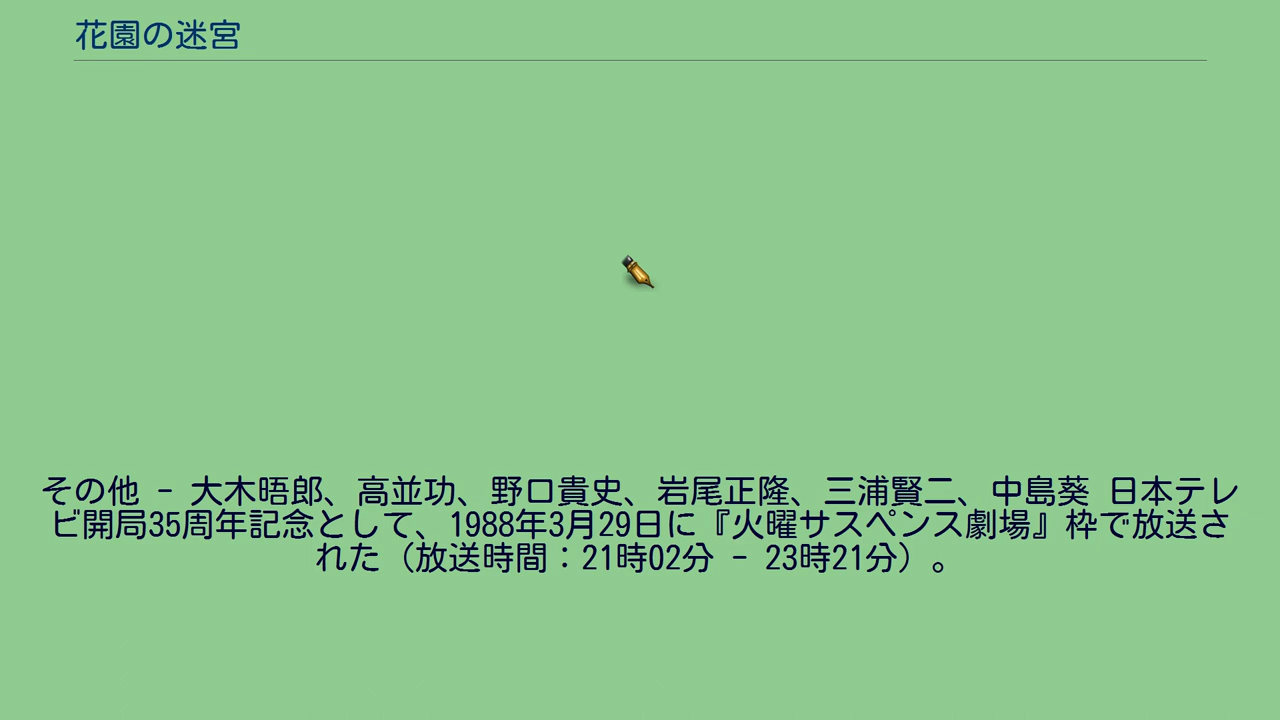 花園の迷宮
その他 - 大木晤郎、高並功、野口貴史、岩尾正隆、三浦賢二、中島葵 日本テレ
ビ開局35周年記念として、1988年3月29日に『火曜サスペンス劇場』枠で放送さ
れた（放送時間：21時02分 - 23時21分）。